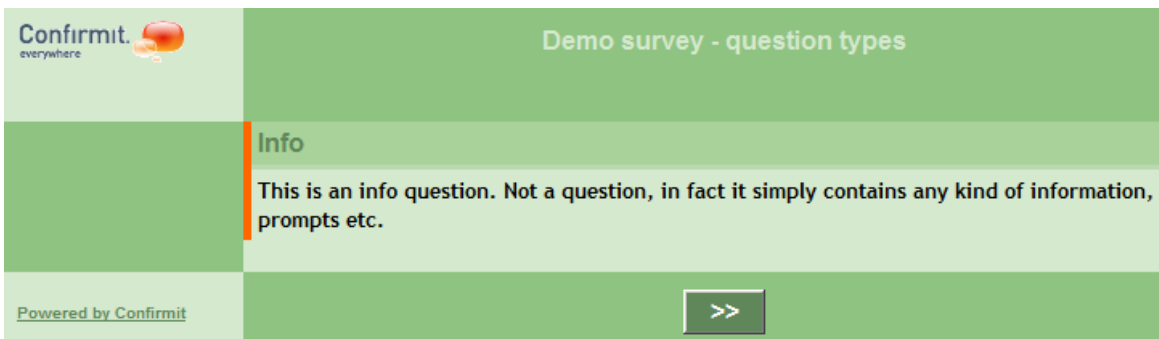 Confirmit.
everywhere
Demo survey - question types
Info
This is an info question. Not a question, in fact it simply contains any kind of information,
prompts etc.
Powered by Confirmit
>>